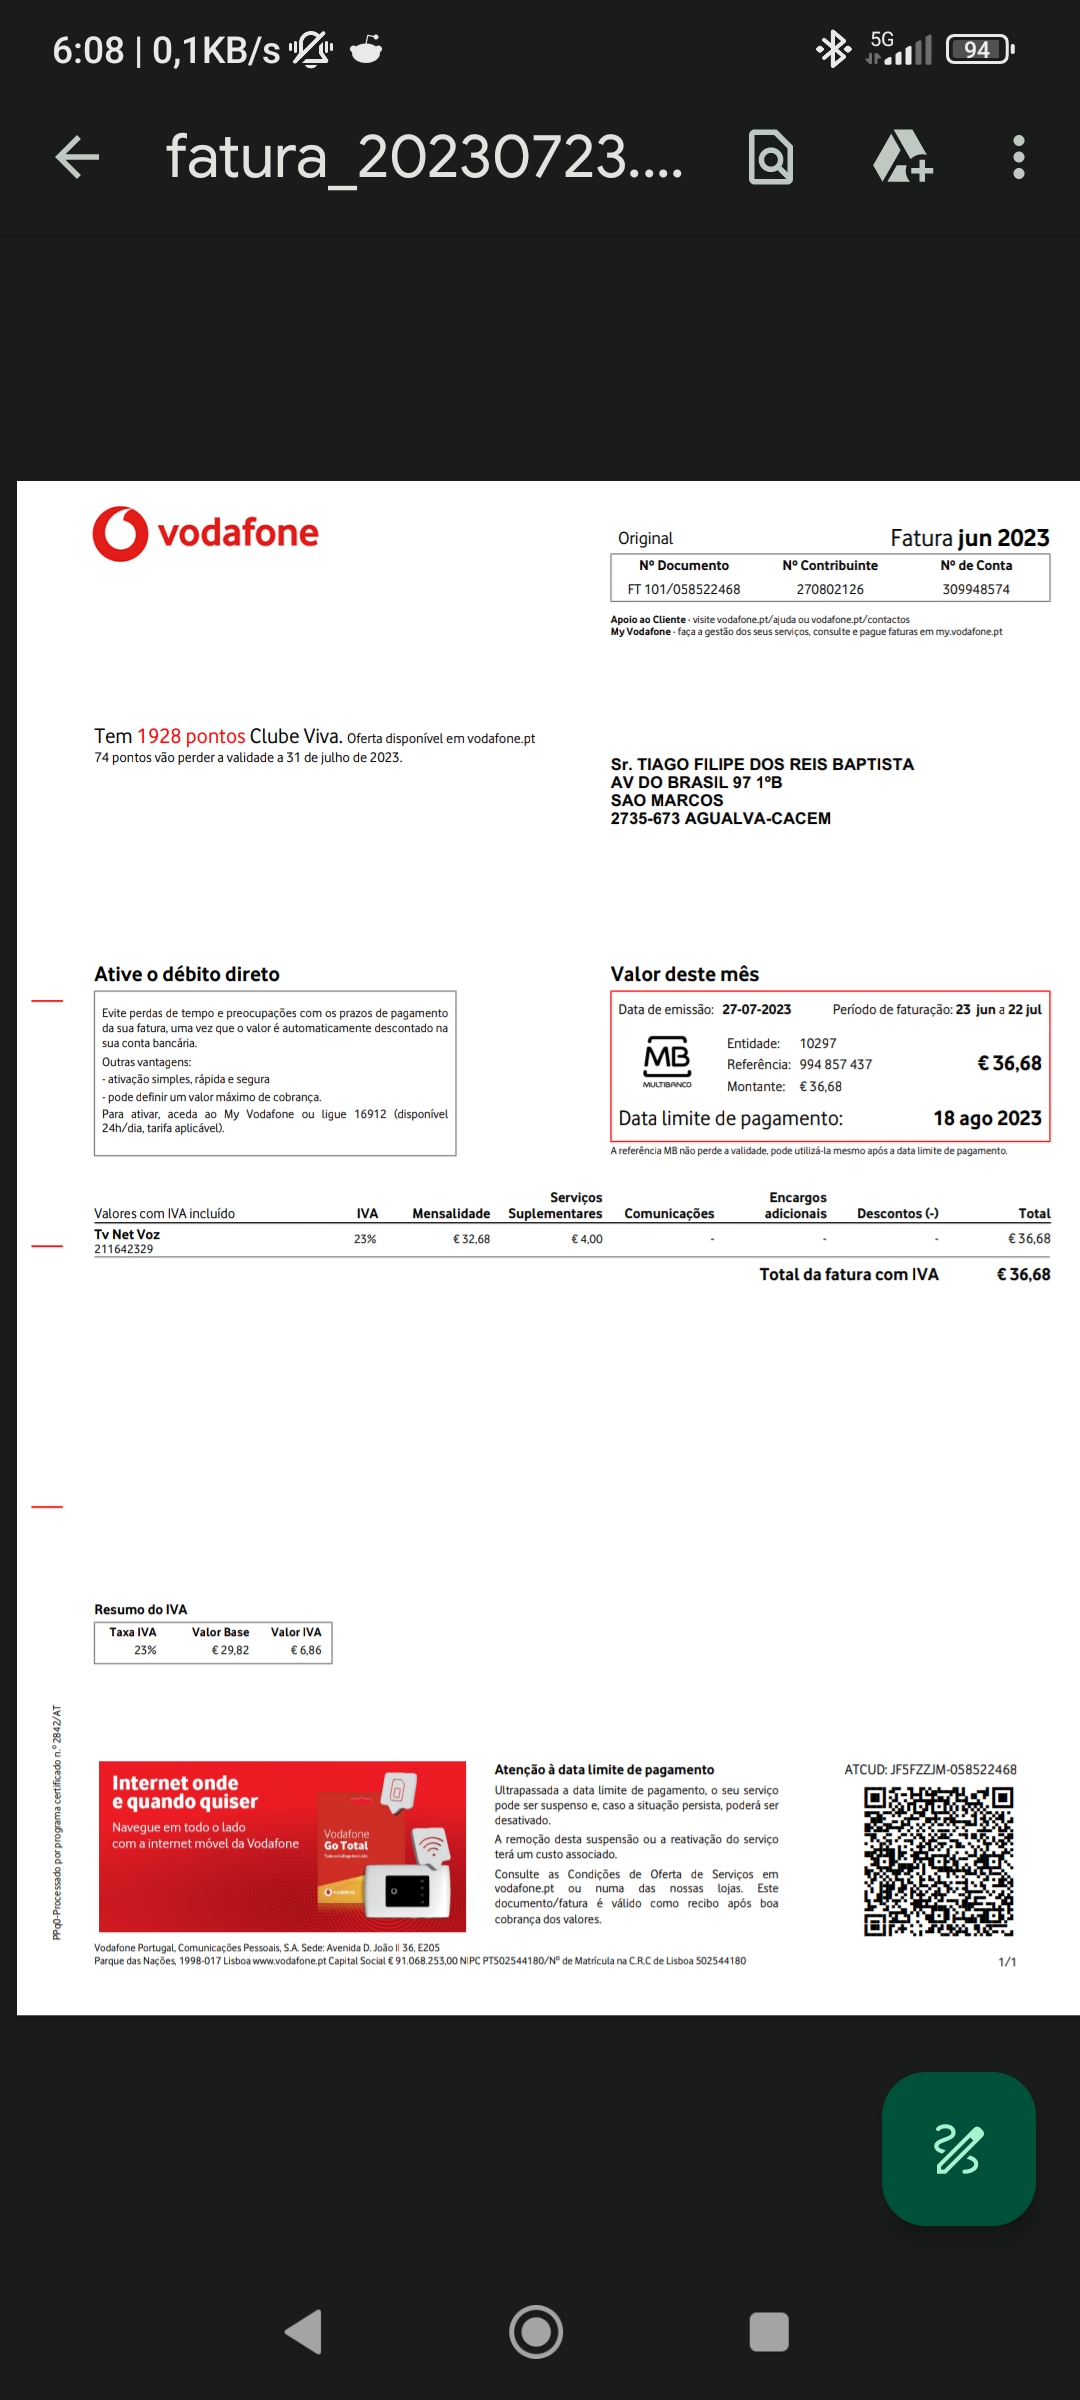 6:08 | 0,1KB/s
5G
94
fatura_20230723....
vodafone
Original
Fatura jun 2023
Nº Documento Nº Contribuinte Nº de Conta
FT 101/058522468 270802126 309948574
Apoio ao Cliente - visite vodafone.pt/ajuda ou vodafone.pt/contactos
My Vodafone - faça a gestão dos seus serviços, consulte e pague faturas em my.vodafone.pt
Tem 1928 pontos Clube Viva. Oferta disponível em vodafone.pt
74 pontos vão perder a validade a 31 de julho de 2023.
Sr. TIAGO FILIPE DOS REIS BAPTISTA
AV DO BRASIL 97 1ºB
SAO MARCOS
2735-673 AGUALVA-CACEM
Ative o débito direto
Evite perdas de tempo e preocupações com os prazos de pagamento
da sua fatura, uma vez que o valor é automaticamente descontado na
sua conta bancária.
Outras vantagens:
- ativação simples, rápida e segura
- pode definir um valor máximo de cobrança.
Para ativar, aceda ao My Vodafone ou ligue 16912 (disponível
24h/dia, tarifa aplicável).
Valor deste mês
Data de emissão: 27-07-2023 Período de faturação: 23 jun a 22 jul
MB
MULTIBANCO
Entidade: 10297
Referência: 994 857 437
Montante: € 36,68
€ 36,68
Data limite de pagamento: 18 ago 2023
A referência MB não perde a validade, pode utilizá-la mesmo após a data limite de pagamento.
Valores com IVA incluído IVA Mensalidade Serviços Suplementares Comunicações Encargos adicionais Descontos (-) Total
Tv Net Voz 23% € 32,68 € 4,00 - - - € 36,68
211642329
Total da fatura com IVA € 36,68
Resumo do IVA
Taxa IVA Valor Base Valor IVA
23% € 29,82 € 6,86
PPq0-Processado por programa certificado n.º 2842/AT
Internet onde
e quando quiser
Navegue em todo o lado
com a internet móvel da Vodafone
Vodafone
Go Total
vodafone
Atenção à data limite de pagamento
Ultrapassada a data limite de pagamento, o seu serviço
pode ser suspenso e, caso a situação persista, poderá ser
desativado.
A remoção desta suspensão ou a reativação do serviço
terá um custo associado.
Consulte as Condições de Oferta de Serviços em
vodafone.pt ou numa das nossas lojas. Este
documento/fatura é válido como recibo após boa
cobrança dos valores.
ATCUD: JF5FZZJM-058522468
Vodafone Portugal, Comunicações Pessoais, S.A. Sede: Avenida D. João II 36, E205
Parque das Nações, 1998-017 Lisboa www.vodafone.pt Capital Social € 91.068.253,00 NIPC PT502544180/Nº de Matrícula na C.R.C de Lisboa 502544180
1/1